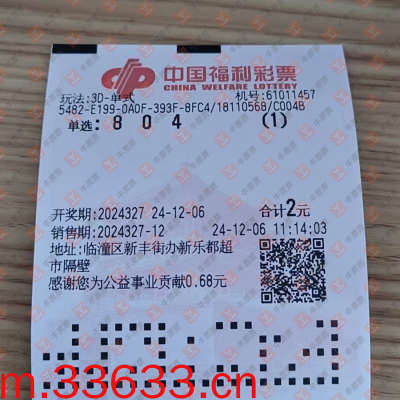 中国福利彩票
CHINA WELFARE LOTTERY
玩法:3D-单式 机号:61011457
5482-E199-0A0F-393F-8FC4/18110568/C004B
单选: 8 0 4 (1)
开奖期:2024327 24-12-06 合计2元
销售期:2024327-12 24-12-06 11:14:03
地址:临潼区新丰街办新乐都超
市隔壁
感谢您为公益事业贡献0.68元
m.33633.cn